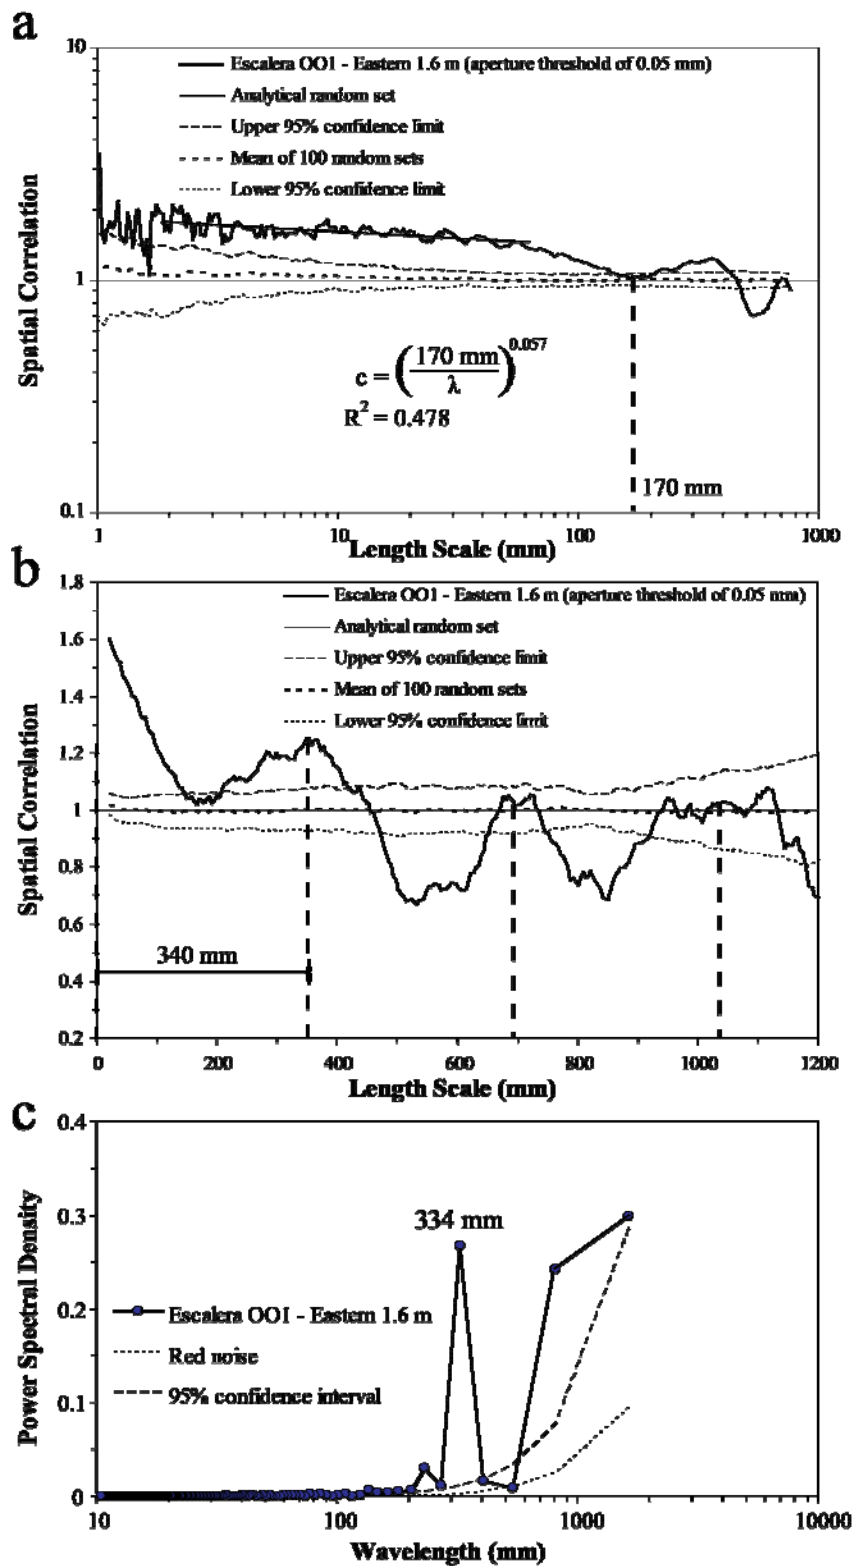 a
10
Escalera OO1 - Eastern 1.6 m (aperture threshold of 0.05 mm)
Analytical random set
Upper 95% confidence limit
Mean of 100 random sets
Lower 95% confidence limit
Spatial Correlation
1
c = (170 mm / λ)^0.057
R² = 0.478
170 mm
0.1
1 10 100 1000
Length Scale (mm)
b
1.8
Escalera OO1 - Eastern 1.6 m (aperture threshold of 0.05 mm)
1.6
Analytical random set
Upper 95% confidence limit
1.4
Mean of 100 random sets
Lower 95% confidence limit
1.2
Spatial Correlation
1
0.8
0.6
340 mm
0.4
0.2
0 200 400 600 800 1000 1200
Length Scale (mm)
c
0.4
0.3
334 mm
Power Spectral Density
0.2
Escalera OO1 - Eastern 1.6 m
Red noise
0.1
95% confidence interval
0
10 100 1000 10000
Wavelength (mm)